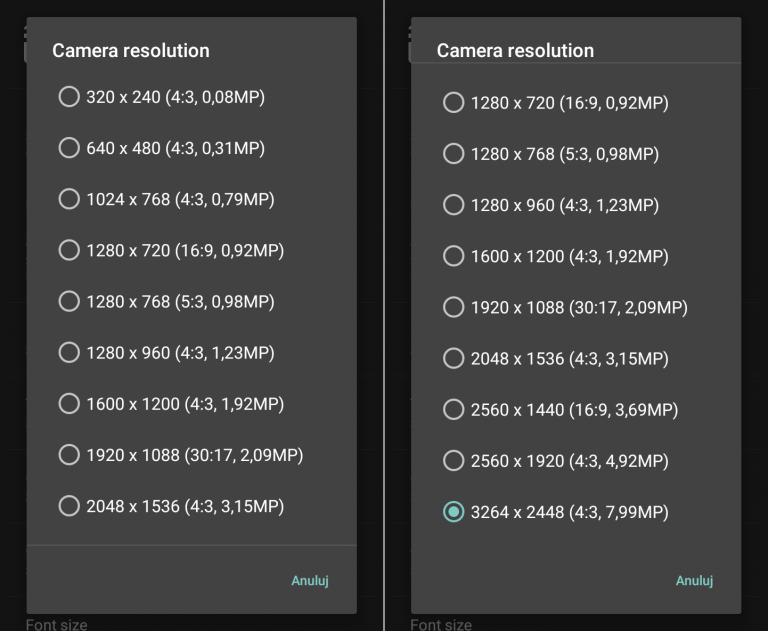 Camera resolution
320 x 240 (4:3, 0,08MP)
640 x 480 (4:3, 0,31MP)
1024 x 768 (4:3, 0,79MP)
1280 x 720 (16:9, 0,92MP)
1280 x 768 (5:3, 0,98MP)
1280 x 960 (4:3, 1,23MP)
1600 x 1200 (4:3, 1,92MP)
1920 x 1088 (30:17, 2,09MP)
2048 x 1536 (4:3, 3,15MP)
Anuluj
Font size
Camera resolution
1280 x 720 (16:9, 0,92MP)
1280 x 768 (5:3, 0,98MP)
1280 x 960 (4:3, 1,23MP)
1600 x 1200 (4:3, 1,92MP)
1920 x 1088 (30:17, 2,09MP)
2048 x 1536 (4:3, 3,15MP)
2560 x 1440 (16:9, 3,69MP)
2560 x 1920 (4:3, 4,92MP)
3264 x 2448 (4:3, 7,99MP)
Anuluj
Font size